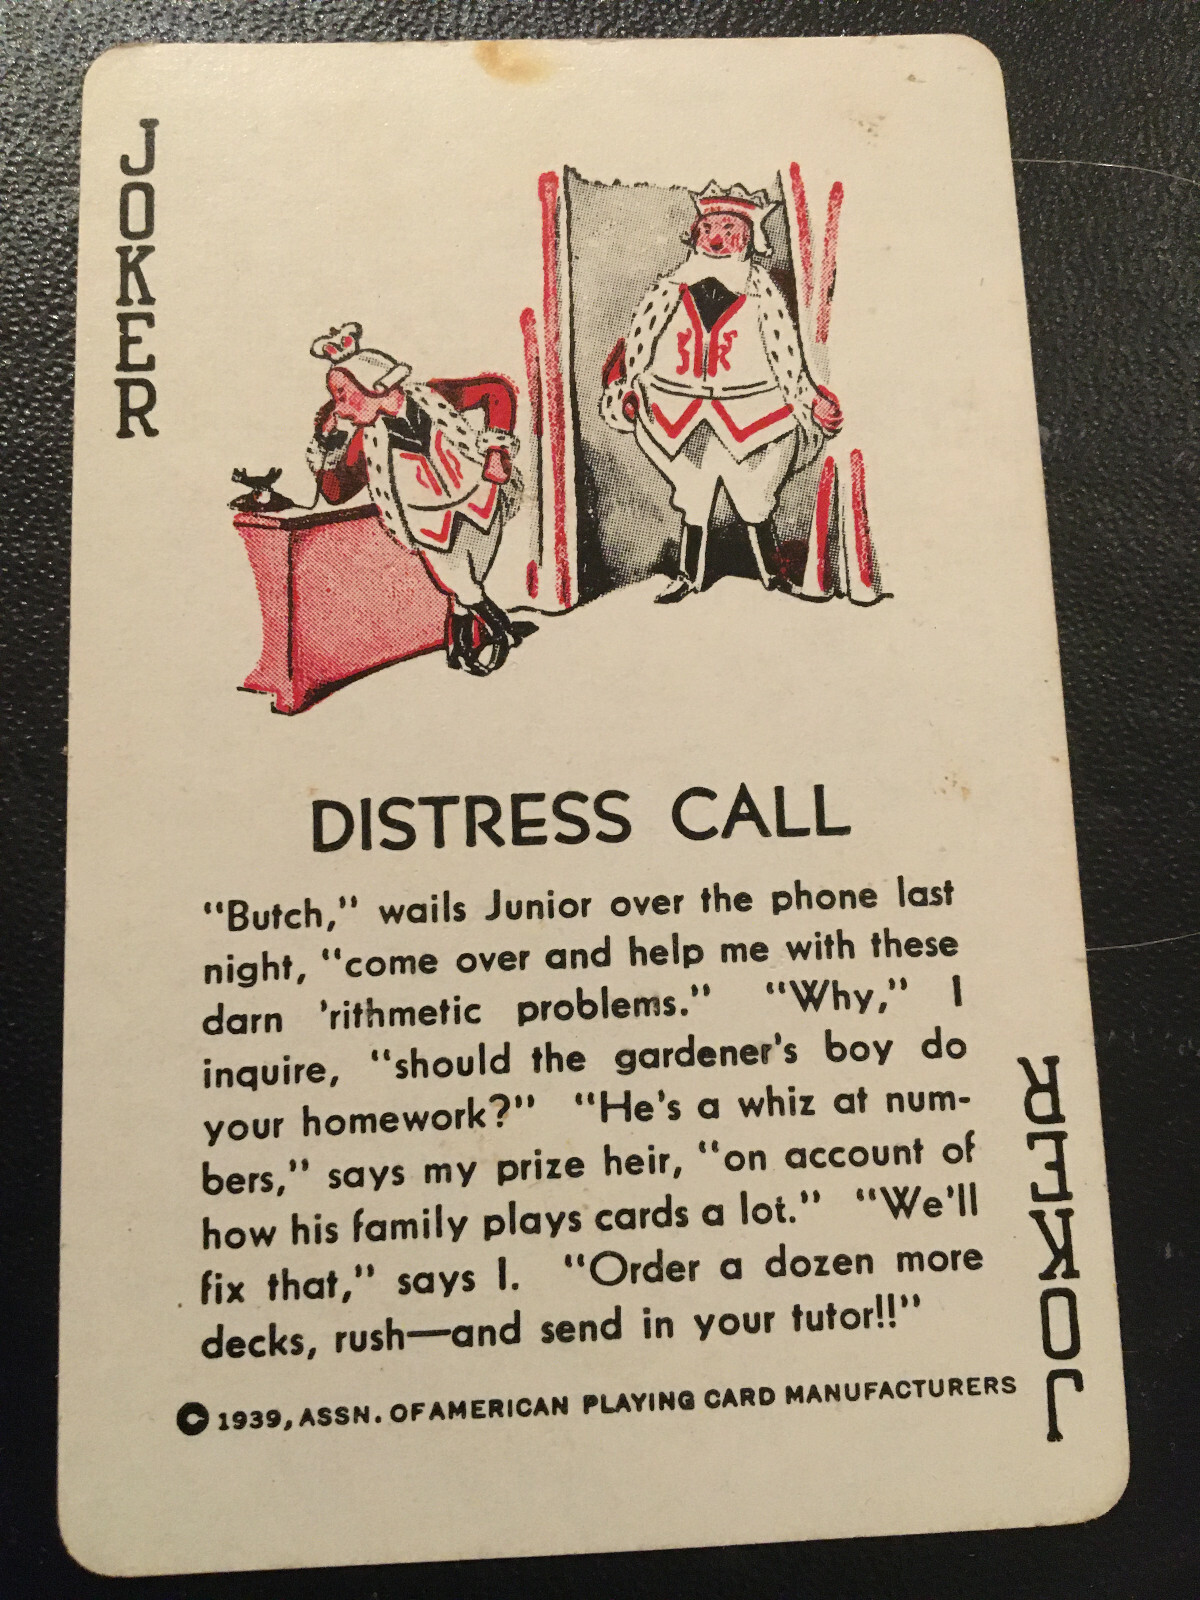 JOKER
DISTRESS CALL
“Butch,” wails Junior over the phone last
night, “come over and help me with these
darn 'rithmetic problems.” “Why,” I
inquire, “should the gardener's boy do
your homework?” “He's a whiz at num-
bers,” says my prize heir, “on account of
how his family plays cards a lot.” “We'll
fix that,” says I. “Order a dozen more
decks, rush—and send in your tutor!!”
© 1939, ASSN. OF AMERICAN PLAYING CARD MANUFACTURERS
JOKER